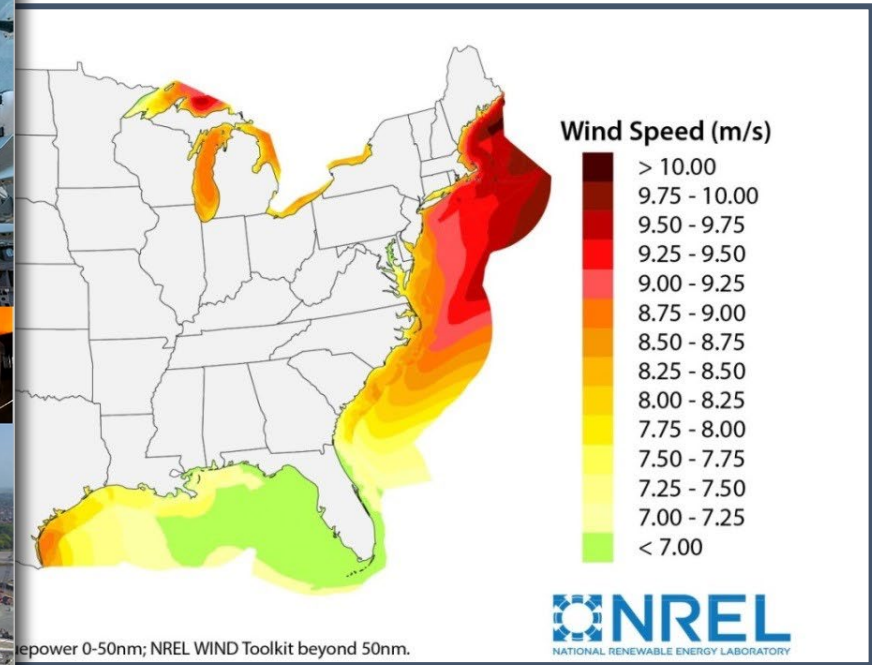 Wind Speed (m/s)
> 10.00
9.75 - 10.00
9.50 - 9.75
9.25 - 9.50
9.00 - 9.25
8.75 - 9.00
8.50 - 8.75
8.25 - 8.50
8.00 - 8.25
7.75 - 8.00
7.50 - 7.75
7.25 - 7.50
7.00 - 7.25
< 7.00
NREL
NATIONAL RENEWABLE ENERGY LABORATORY
uepower 0-50nm; NREL WIND Toolkit beyond 50nm.